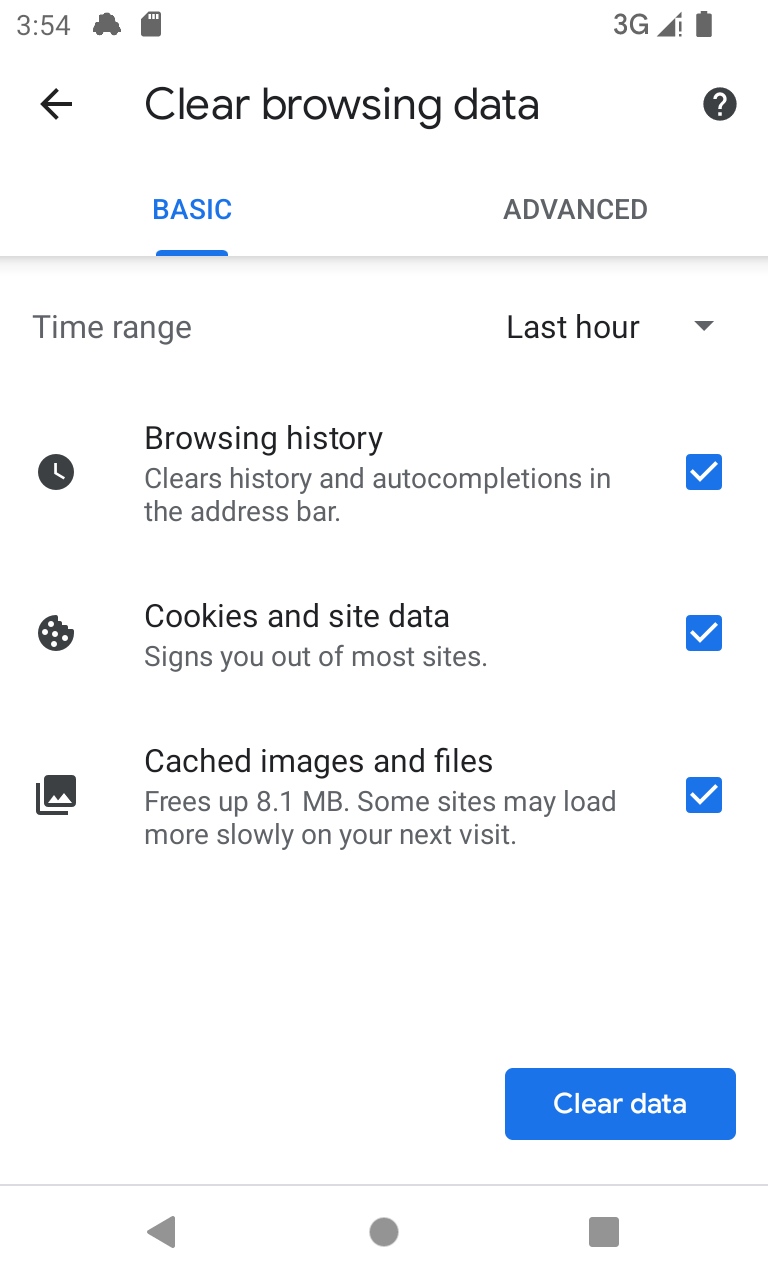 3:54
3G
Clear browsing data
BASIC
ADVANCED
Time range
Last hour
Browsing history
Clears history and autocompletions in
the address bar.
Cookies and site data
Signs you out of most sites.
Cached images and files
Frees up 8.1 MB. Some sites may load
more slowly on your next visit.
Clear data